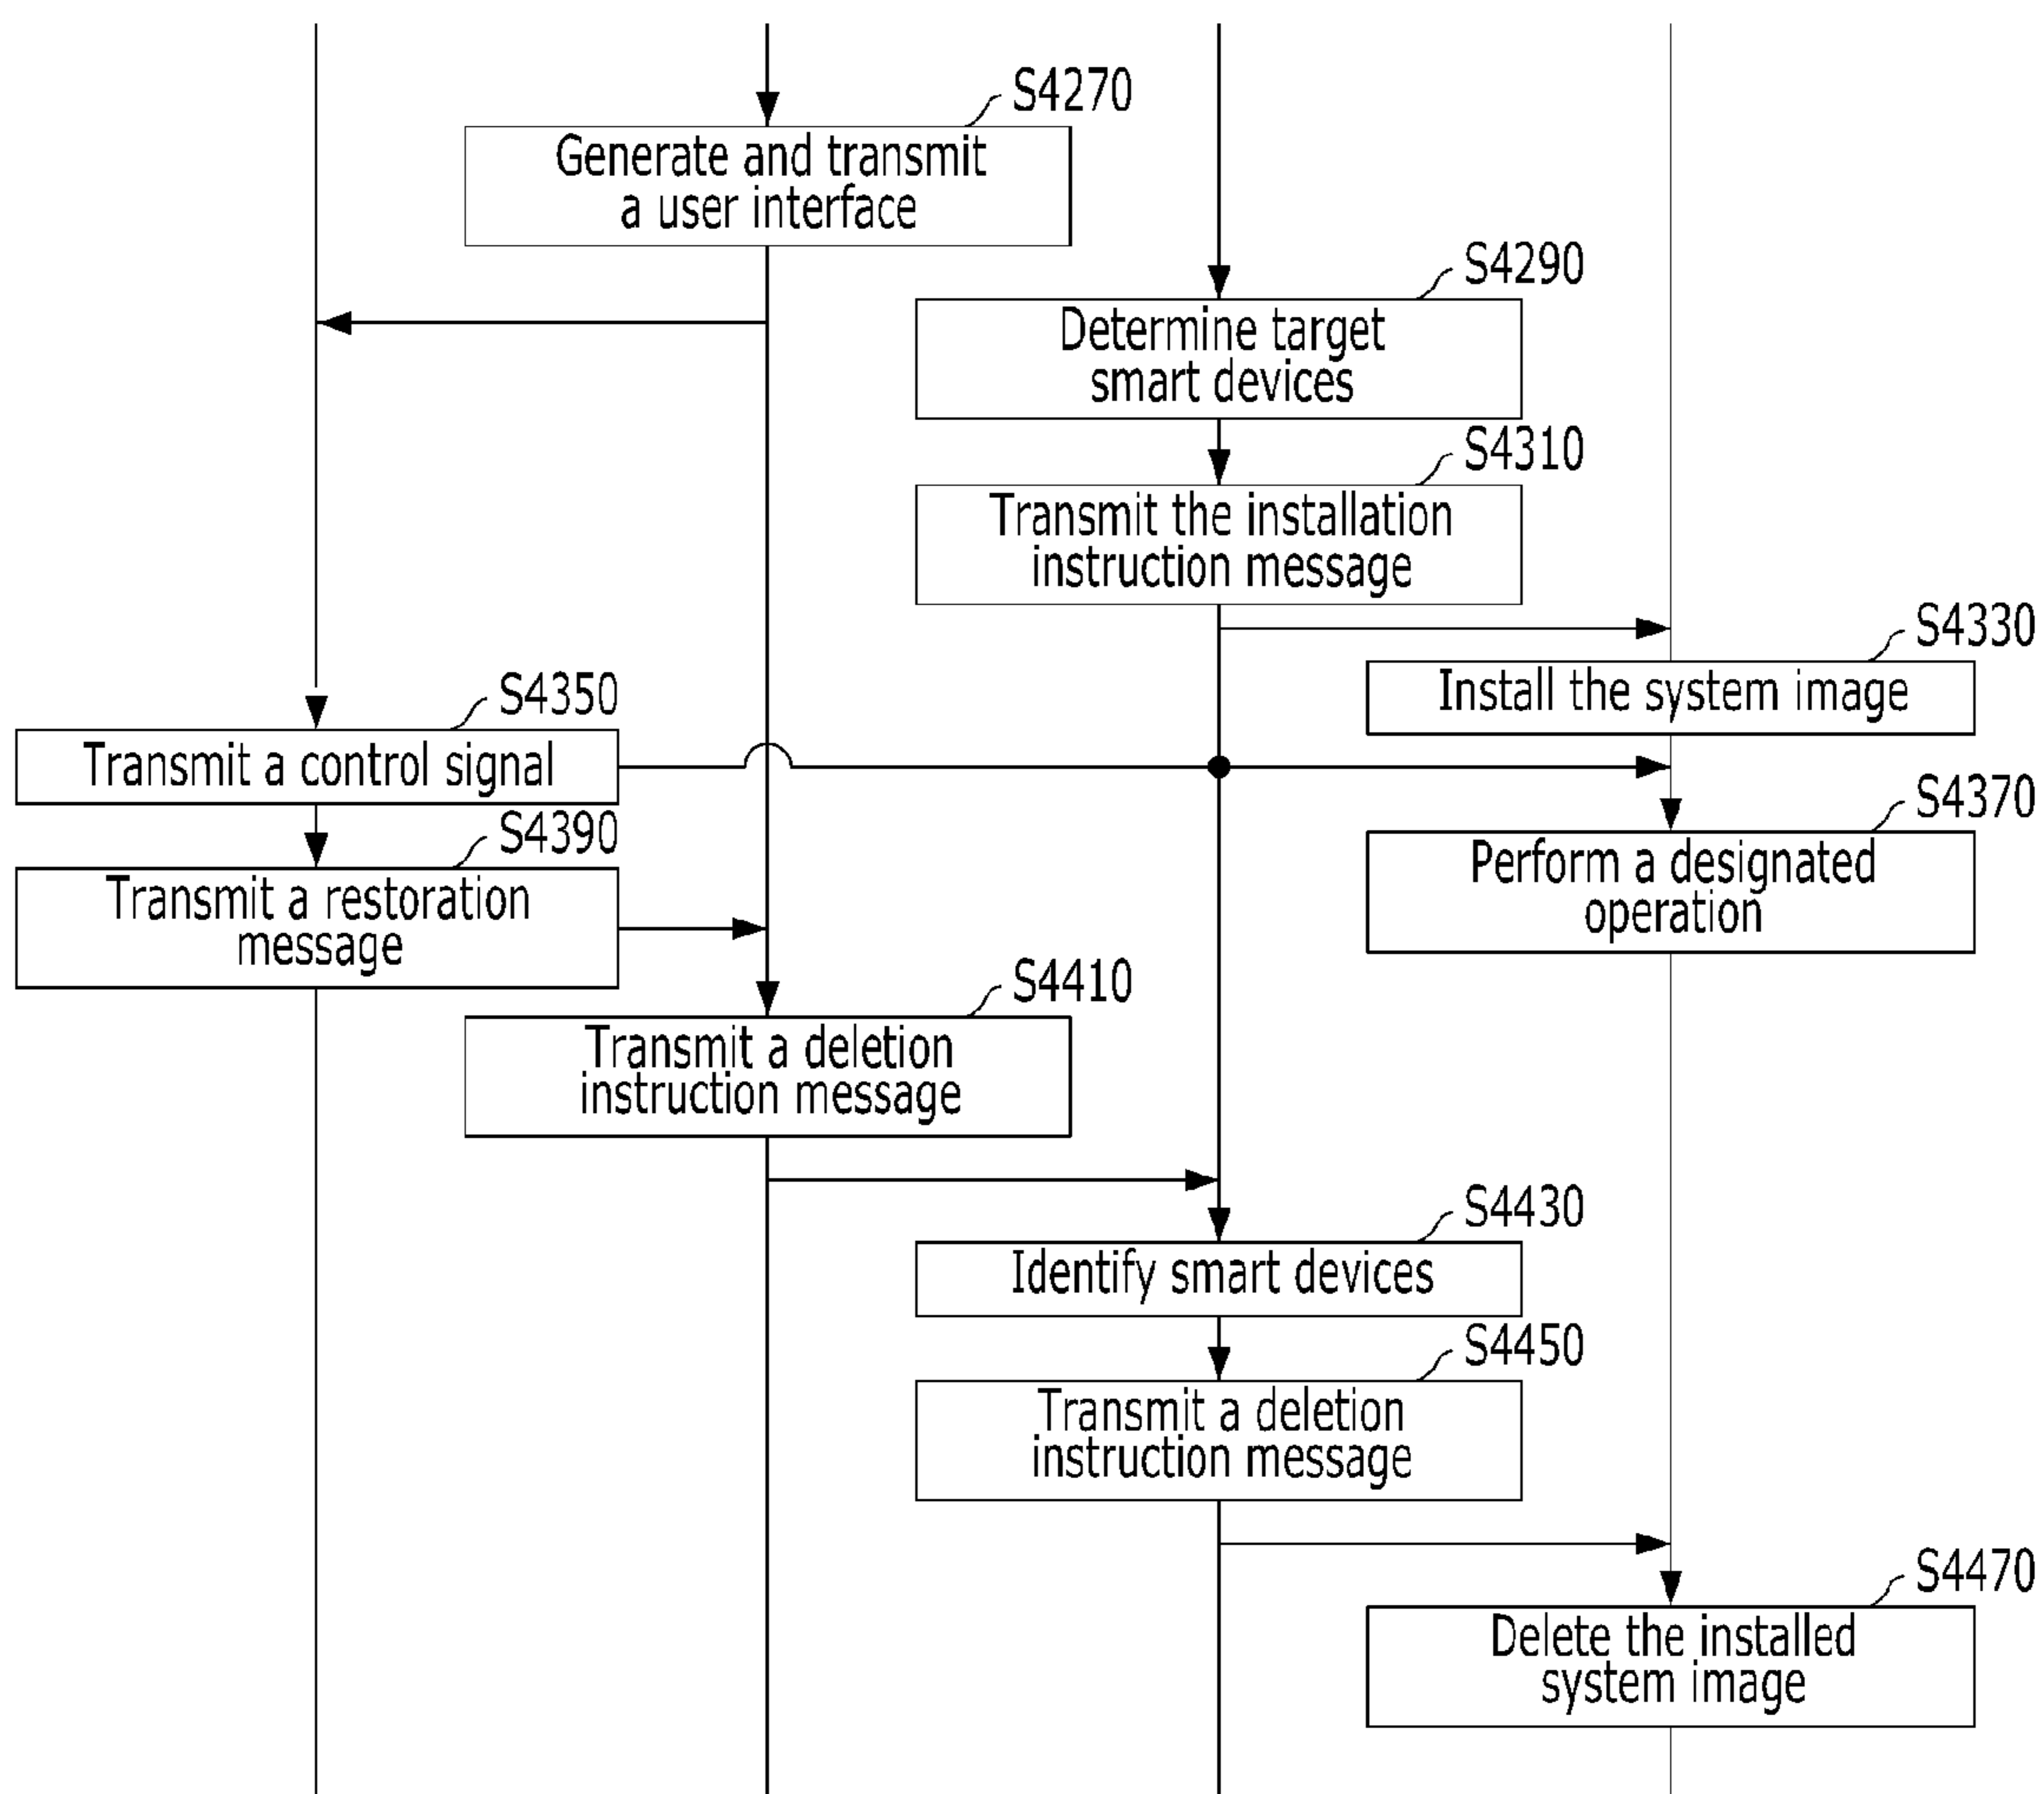 S4270
Generate and transmit
a user interface
S4290
Determine target
smart devices
S4310
Transmit the installation
instruction message
S4330
Install the system image
S4350
Transmit a control signal
S4370
Perform a designated
operation
S4390
Transmit a restoration
message
S4410
Transmit a deletion
instruction message
S4430
Identify smart devices
S4450
Transmit a deletion
instruction message
S4470
Delete the installed
system image